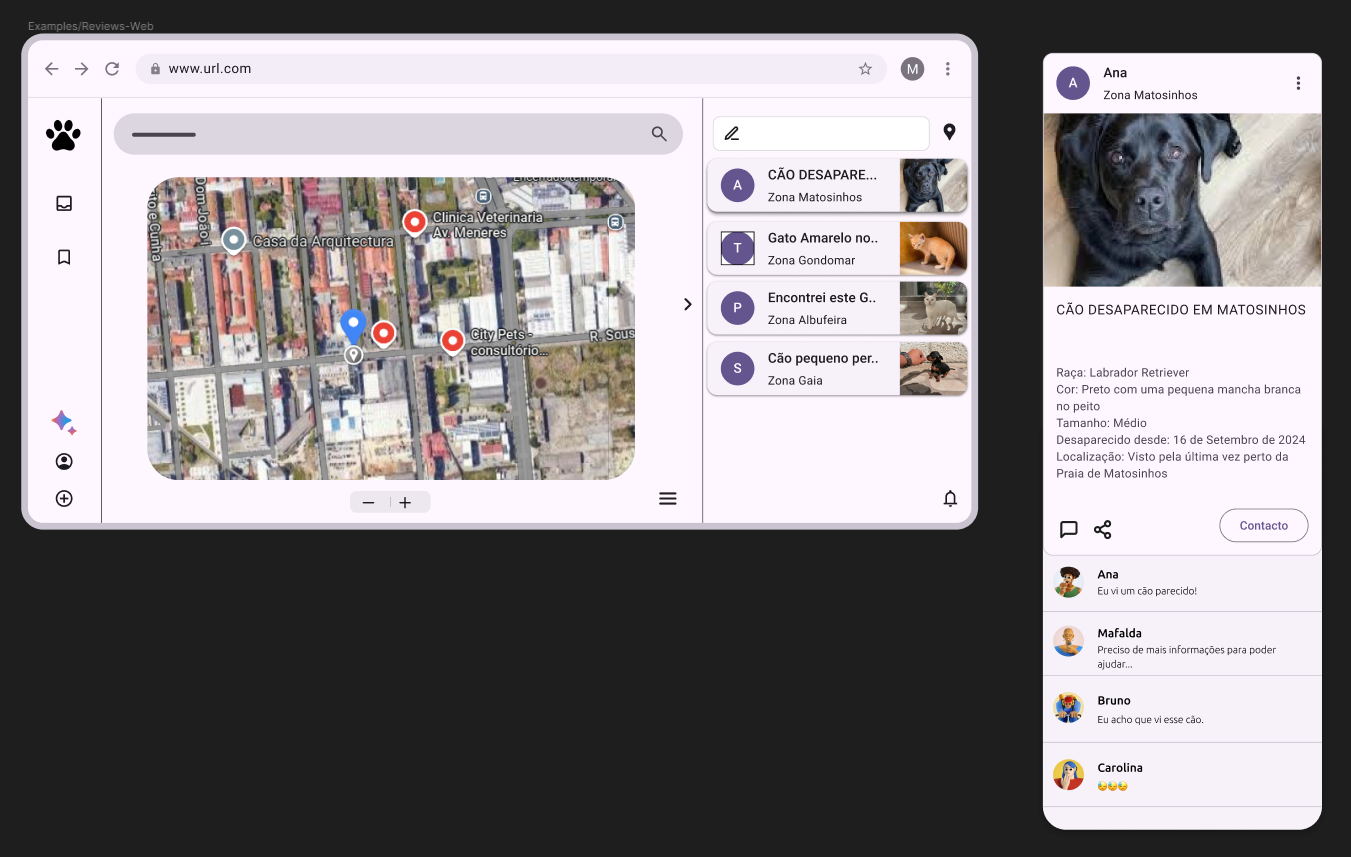 Examples/Reviews-Web
www.url.com
M
Dom João I
Encerrado tempora
Clinica Veterinaria
Av. Meneres
Casa da Arquitectura
City Pets -
consultório...
R. Sous
A
CÃO DESAPARE...
Zona Matosinhos
T
Gato Amarelo no..
Zona Gondomar
P
Encontrei este G..
Zona Albufeira
S
Cão pequeno per..
Zona Gaia
A
Ana
Zona Matosinhos
CÃO DESAPARECIDO EM MATOSINHOS
Raça: Labrador Retriever
Cor: Preto com uma pequena mancha branca
no peito
Tamanho: Médio
Desaparecido desde: 16 de Setembro de 2024
Localização: Visto pela última vez perto da
Praia de Matosinhos
Contacto
Ana
Eu vi um cão parecido!
Mafalda
Preciso de mais informações para poder
ajudar...
Bruno
Eu acho que vi esse cão.
Carolina
😓😓😓